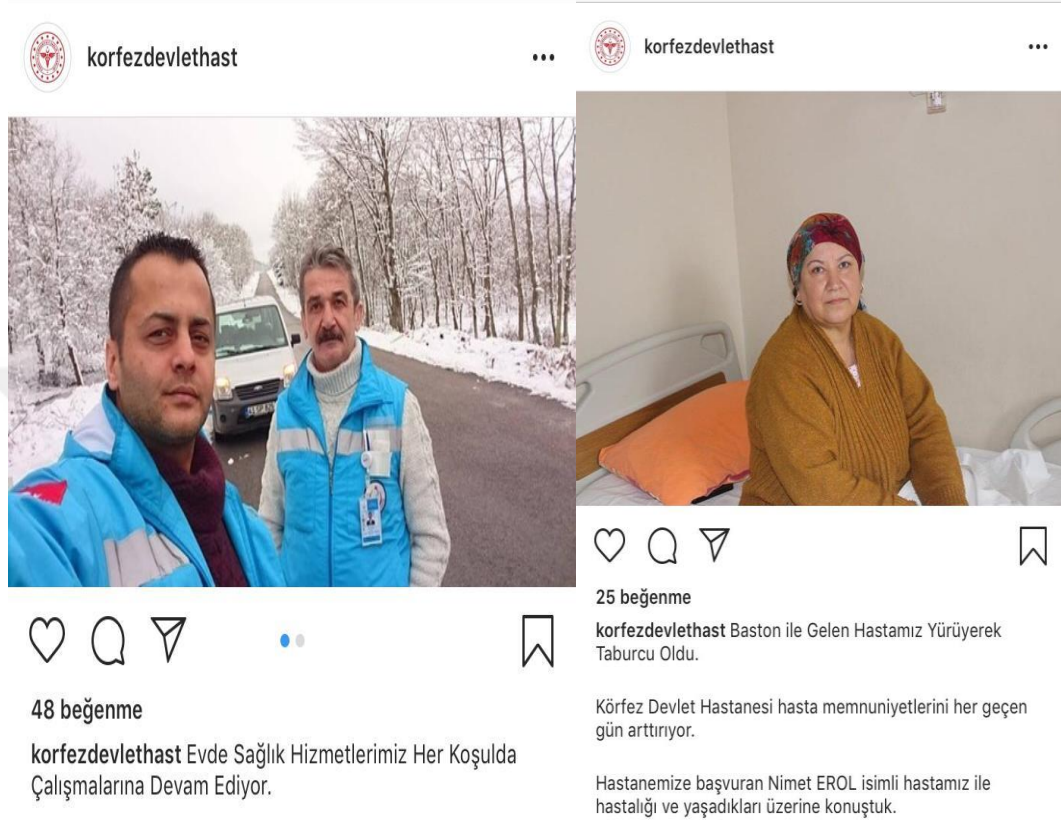 korfezdevlethast
48 beğenme
korfezdevlethast Evde Sağlık Hizmetlerimiz Her Koşulda
Çalışmalarına Devam Ediyor.
korfezdevlethast
25 beğenme
korfezdevlethast Baston ile Gelen Hastamız Yürüyerek
Taburcu Oldu.
Körfez Devlet Hastanesi hasta memnuniyetlerini her geçen
gün arttırıyor.
Hastanemize başvuran Nimet EROL isimli hastamız ile
hastalığı ve yaşadıkları üzerine konuştuk.